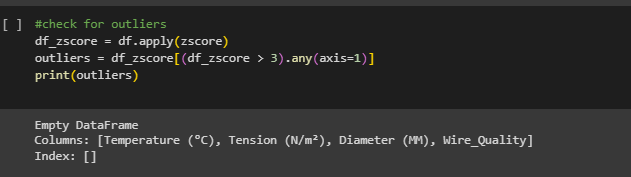 [ ] #check for outliers
df_zscore = df.apply(zscore)
outliers = df_zscore[(df_zscore > 3).any(axis=1)]
print(outliers)
Empty DataFrame
Columns: [Temperature (°C), Tension (N/m²), Diameter (MM), Wire_Quality]
Index: []